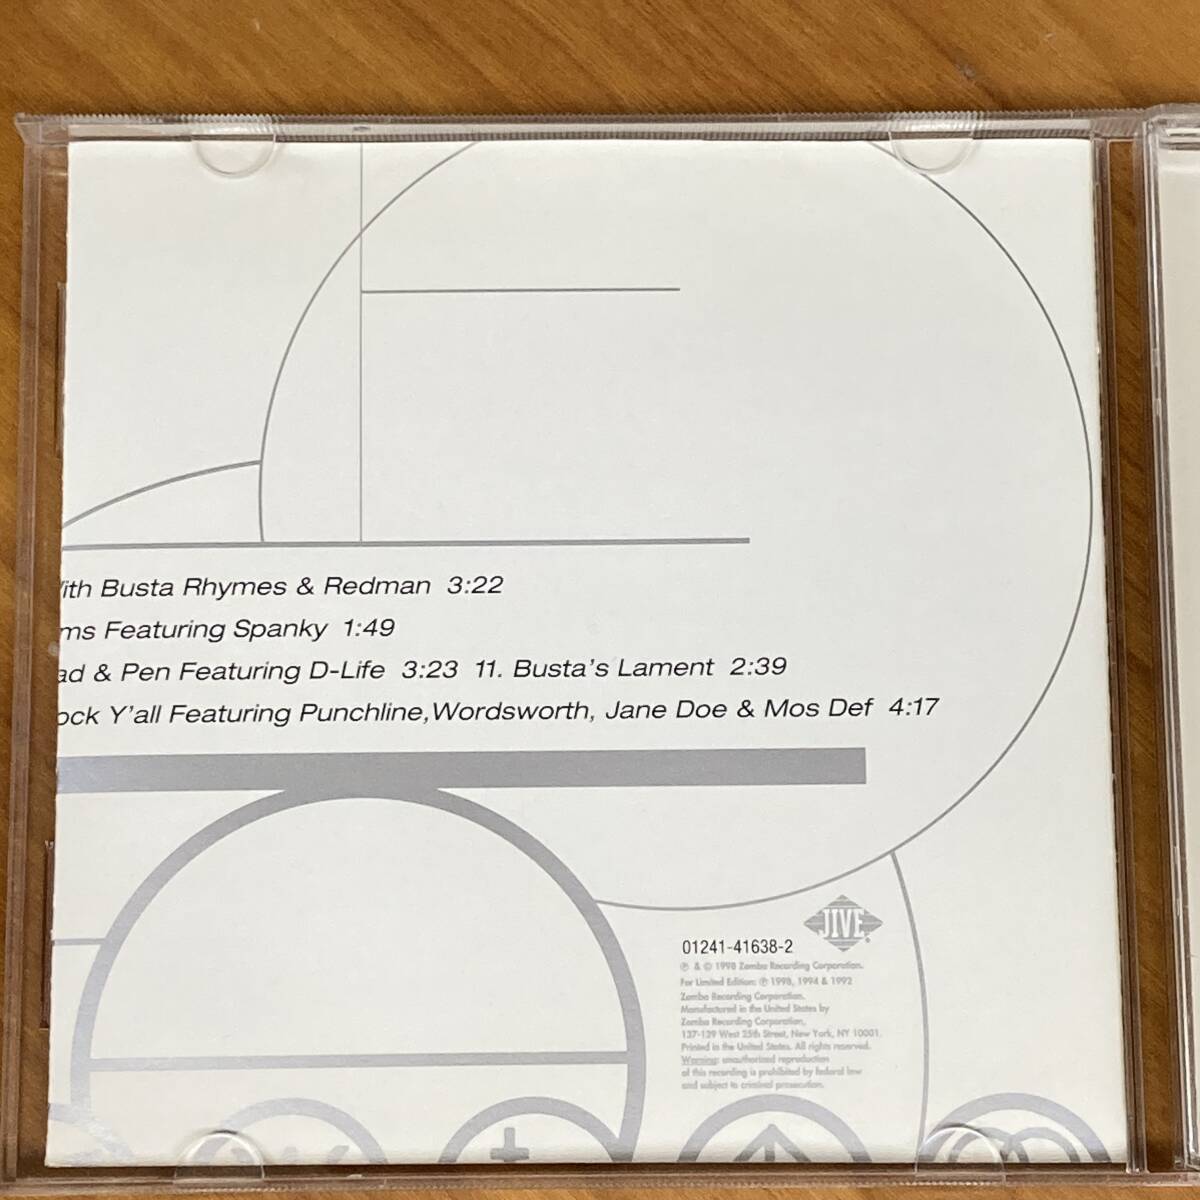 With Busta Rhymes & Redman 3:22
ms Featuring Spanky 1:49
ad & Pen Featuring D-Life 3:23 11. Busta's Lament 2:39
ock Y'all Featuring Punchline, Wordsworth, Jane Doe & Mos Def 4:17
JIVE
01241-41638-2
℗ & © 1998 Zomba Recording Corporation.
For Limited Edition: ℗ 1998, 1994 & 1992
Zomba Recording Corporation.
Manufactured in the United States by
Zomba Recording Corporation,
137-139 West 25th Street, New York, NY 10001.
Printed in the United States. All rights reserved.
Warning: unauthorized reproduction
of this recording is prohibited by federal law
and subject to criminal prosecution.